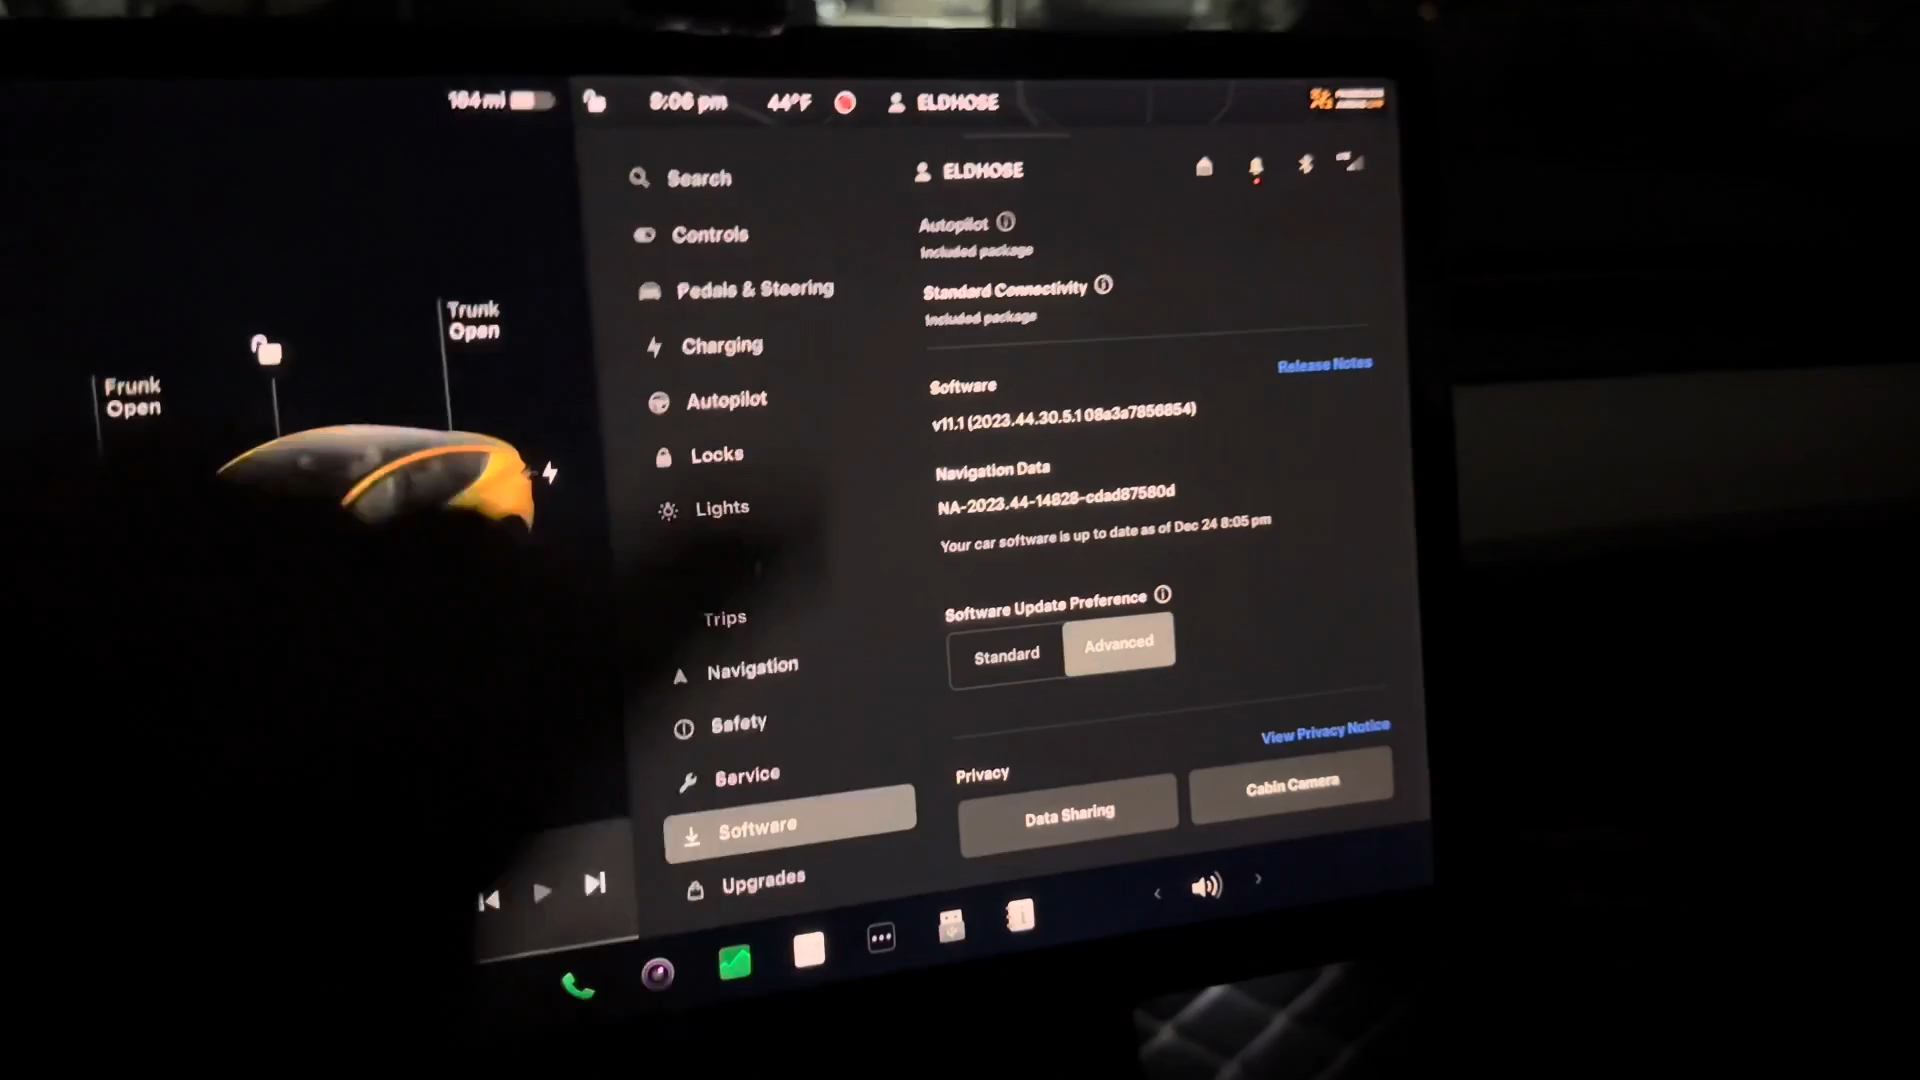 164 mi
8:06 pm
44°F
ELDHOSE
Frunk
Open
Trunk
Open
Search
Controls
Pedals & Steering
Charging
Autopilot
Locks
Lights
Trips
Navigation
Safety
Service
Software
Upgrades
ELDHOSE
Autopilot
Included package
Standard Connectivity
Included package
Software
Release Notes
v11.1 (2023.44.30.5.1 08a3a7856854)
Navigation Data
NA-2023.44-14828-cdad87580d
Your car software is up to date as of Dec 24 8:05 pm
Software Update Preference
Standard
Advanced
View Privacy Notice
Privacy
Data Sharing
Cabin Camera